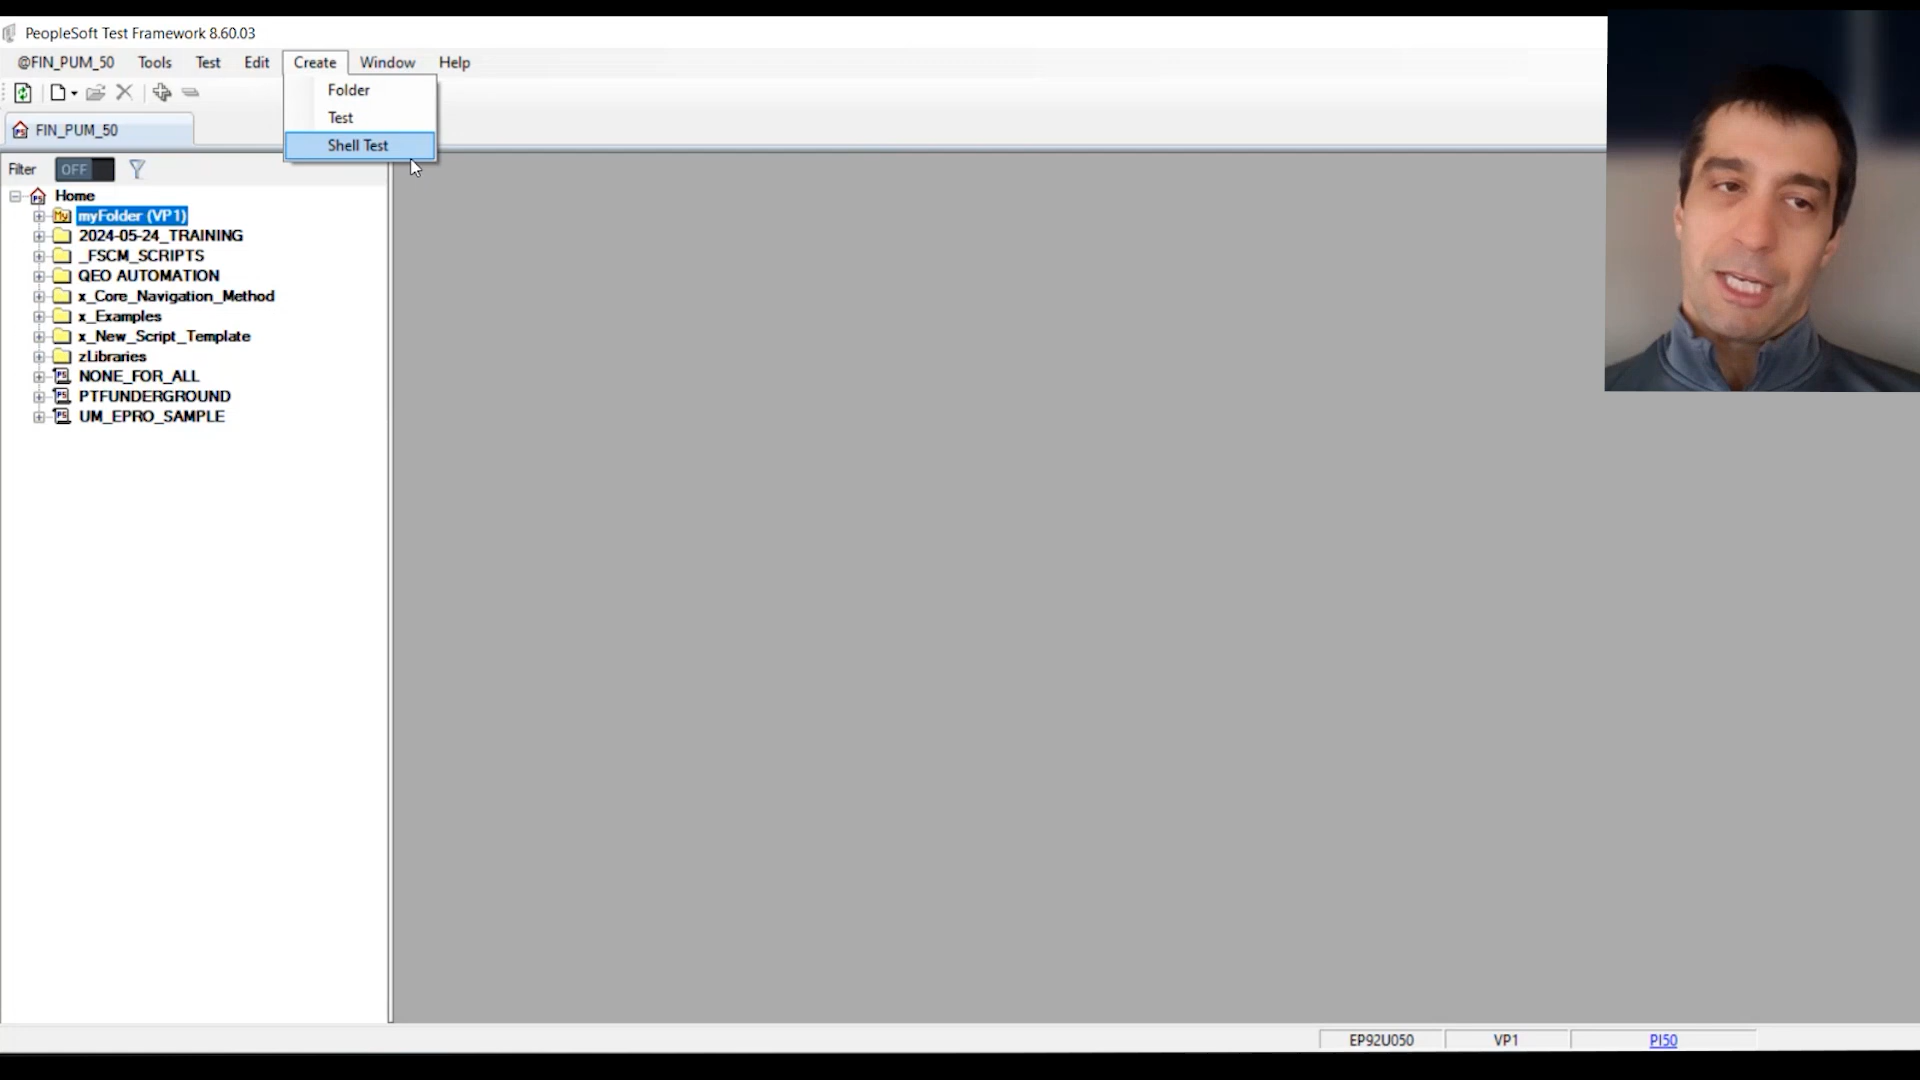 PeopleSoft Test Framework 8.60.03
@FIN_PUM_50 Tools Test Edit Create Window Help
Folder
Test
Shell Test
FIN_PUM_50
Filter OFF
Home
myFolder (VP1)
2024-05-24_TRAINING
_FSCM_SCRIPTS
QEO AUTOMATION
x_Core_Navigation_Method
x_Examples
x_New_Script_Template
zLibraries
NONE_FOR_ALL
PTFUNDERGROUND
UM_EPRO_SAMPLE
EP92U050 VP1 PI50